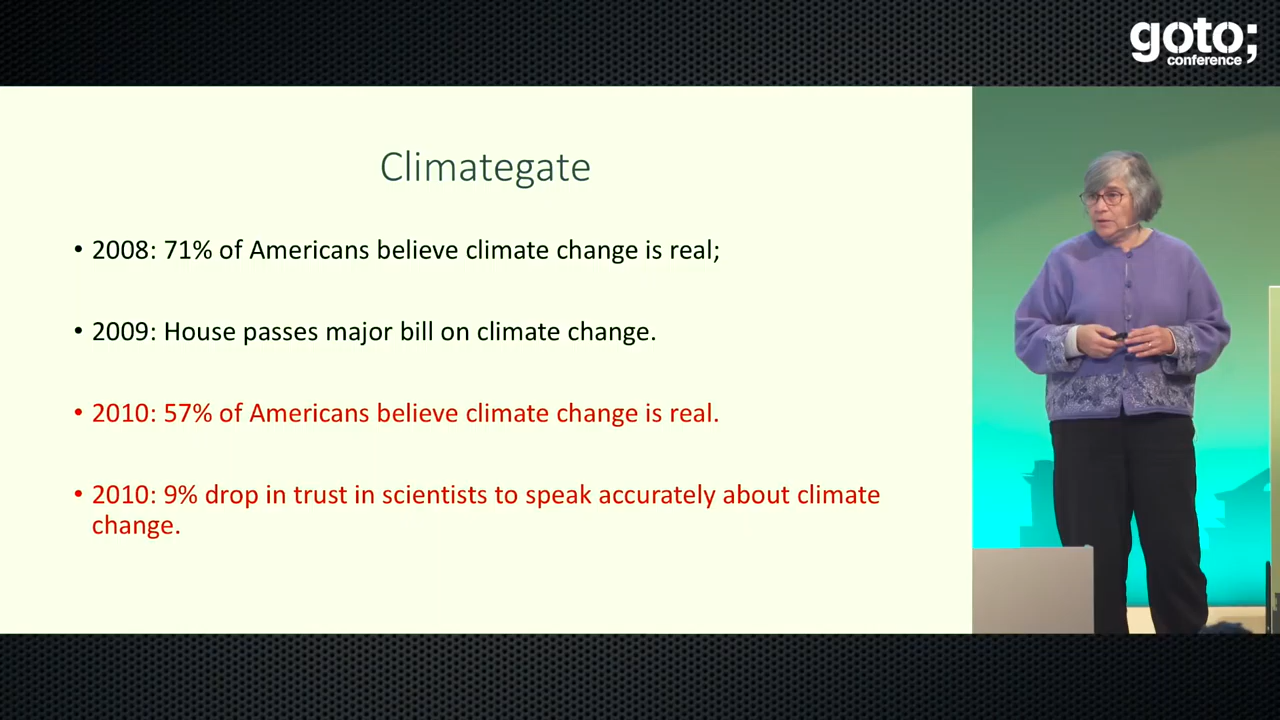 goto;
conference
Climategate
• 2008: 71% of Americans believe climate change is real;
• 2009: House passes major bill on climate change.
• 2010: 57% of Americans believe climate change is real.
• 2010: 9% drop in trust in scientists to speak accurately about climate
change.